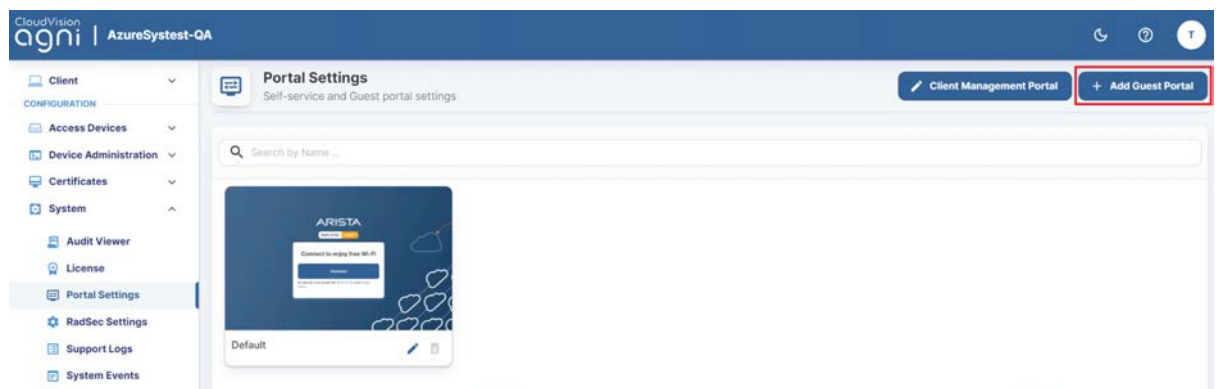 CloudVision
agni | AzureSystest-QA
T
Client
CONFIGURATION
Access Devices
Device Administration
Certificates
System
Audit Viewer
License
Portal Settings
RadSec Settings
Support Logs
System Events
Portal Settings
Self-service and Guest portal settings
Client Management Portal
+ Add Guest Portal
Search by Name ...
ARISTA
Connect to enjoy free Wi-Fi
Connect
Default